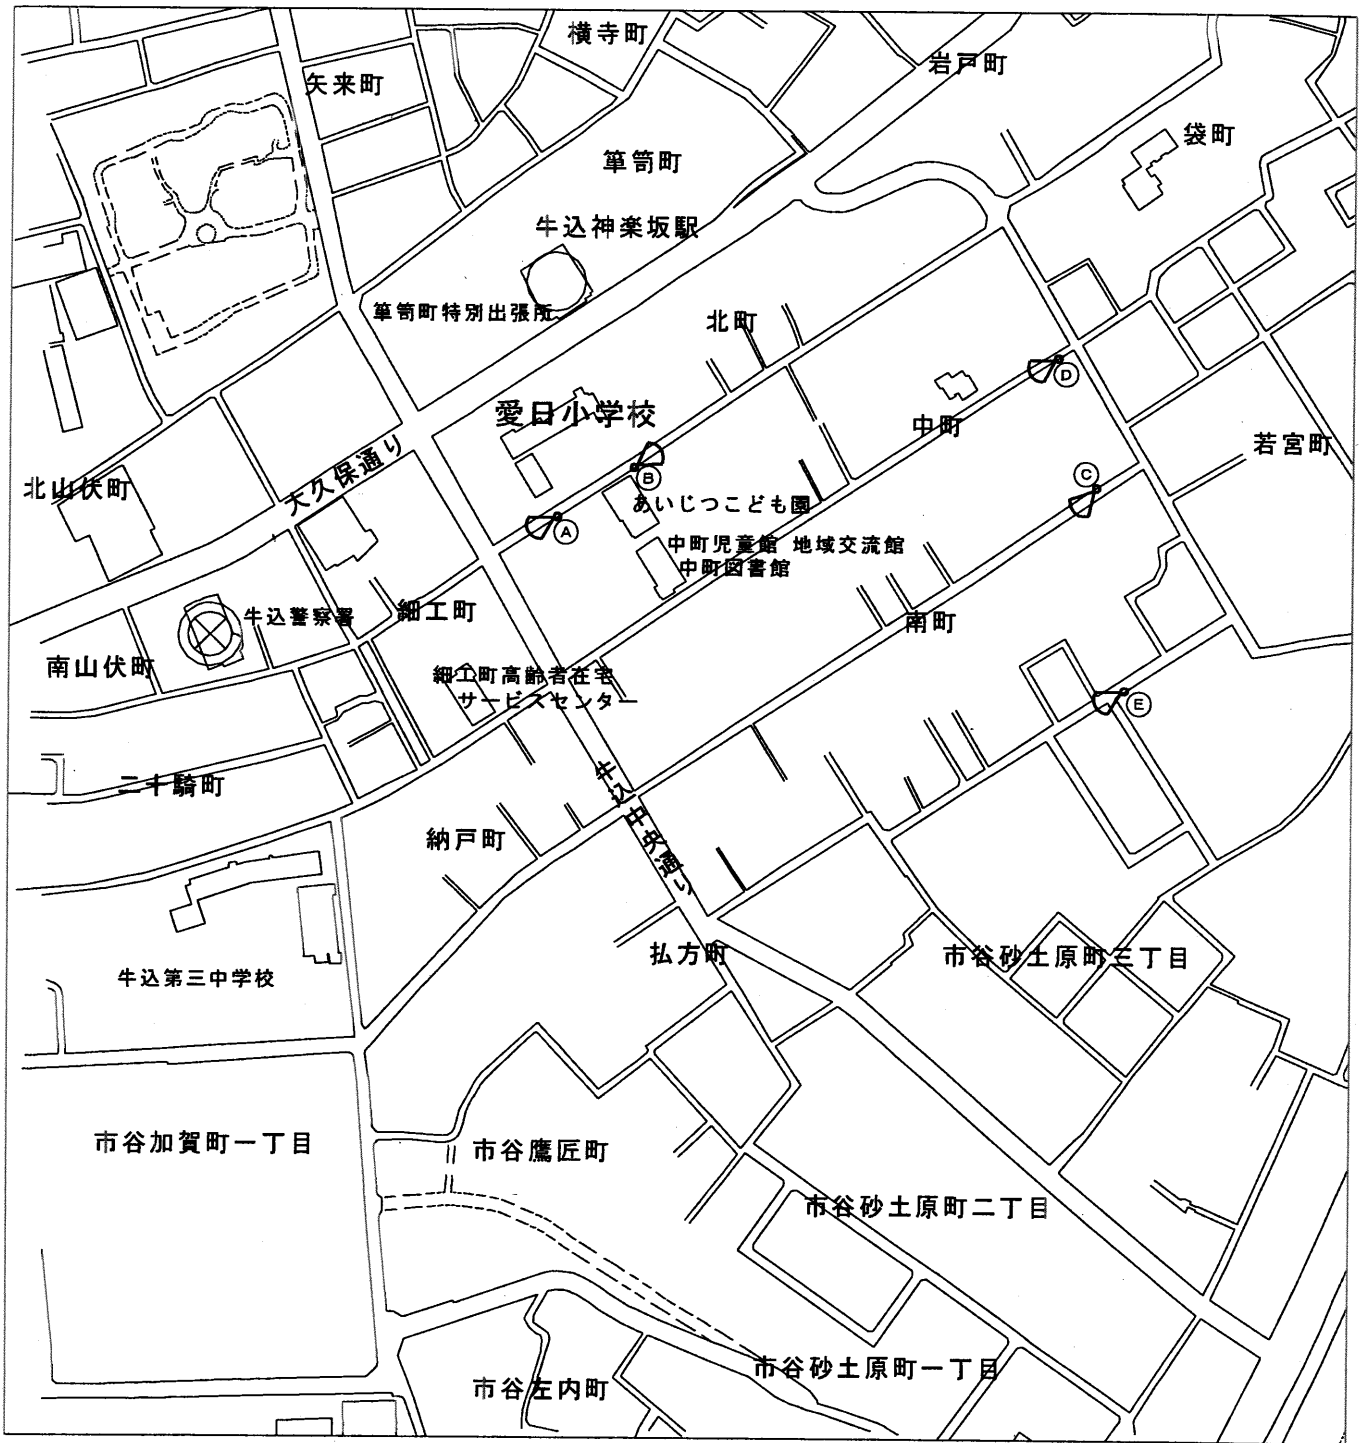 横寺町
岩戸町
矢来町
袋町
箪笥町
牛込神楽坂駅
箪笥町特別出張所
北町
愛日小学校
D
中町
若宮町
大久保通り
北山伏町
B
C
あいじつこども園
A
中町児童館 地域交流館
中町図書館
細工町
牛込警察署
南町
南山伏町
細工町高齢者在宅
サービスセンター
E
二十騎町
牛込中央通り
納戸町
払方町
市谷砂土原町三丁目
牛込第三中学校
市谷加賀町一丁目
市谷鷹匠町
市谷砂土原町二丁目
市谷砂土原町一丁目
市谷左内町